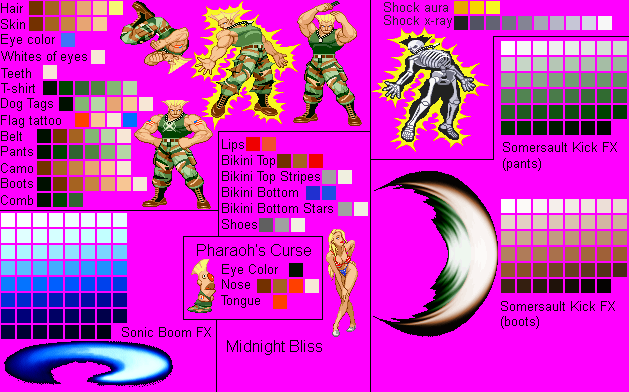 Hair
Skin
Eye color
Whites of eyes
Teeth
T-shirt
Dog Tags
Flag tattoo
Belt
Pants
Camo
Boots
Comb
Sonic Boom FX
Lips
Bikini Top
Bikini Top Stripes
Bikini Bottom
Bikini Bottom Stars
Shoes
Pharaoh's Curse
Eye Color
Nose
Tongue
Midnight Bliss
Shock aura
Shock x-ray
Somersault Kick FX
(pants)
Somersault Kick FX
(boots)